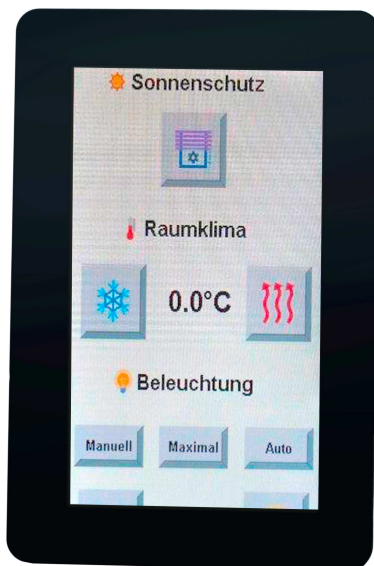 Sonnenschutz
Raumklima
0.0°C
Beleuchtung
Manuell Maximal Auto